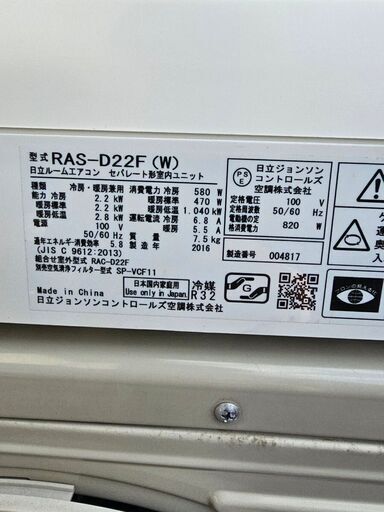 型式 RAS-D22F (W)
日立ルームエアコン セパレート形室内ユニット
種類 冷房・暖房兼用
能力 冷房 2.2 kW
暖房標準 2.2 kW
暖房低温 2.8 kW
電源 100 V
50/60 Hz
通年エネルギー消費効率 5.8
(JIS C 9612:2013)
組合せ室外型式 RAC-D22F
別売空気清浄フィルター型式 SP-VCF11
消費電力 冷房 580 W
暖房標準 470 W
暖房低温 1.040 kW
運転電流 冷房 6.8 A
暖房 5.5 A
7.5 kg
2016
PS
E
日立ジョンソン
コントロールズ
空調株式会社
定格電圧 100 V
定格周波数 50/60 Hz
電動機の定格消費電力 820 W
製造番号 004817
Made in China
日本国内家庭用
Use only in Japan
冷媒
R32
日立ジョンソンコントロールズ空調株式会社
フロンの見える化